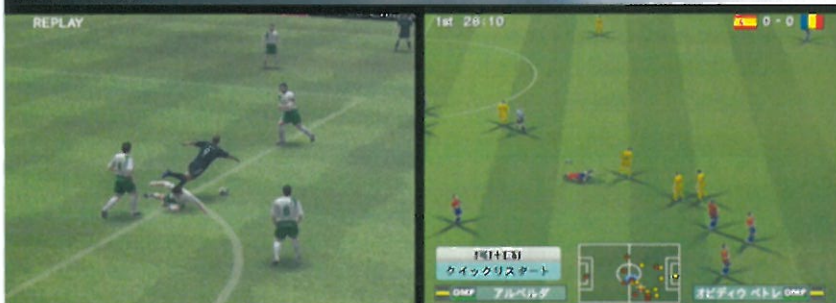 REPLAY
1st 28:10
0 - 0
クイックリスタート
DMF アルベルダ
オビディウ ペトレ DMF